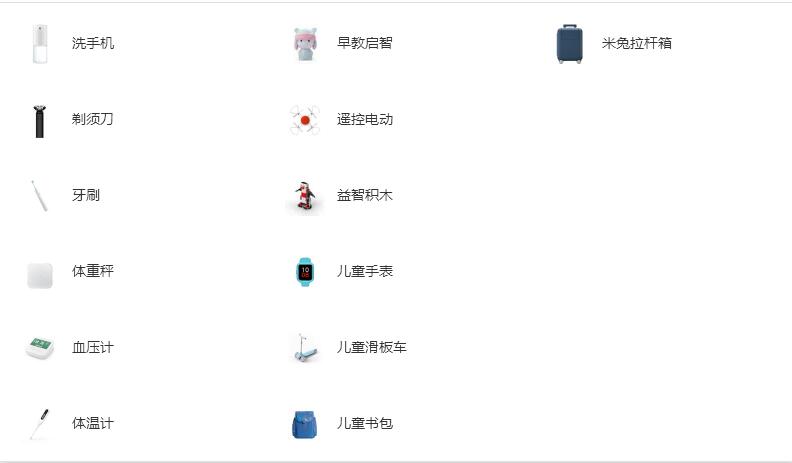 洗手机
剃须刀
牙刷
体重秤
血压计
体温计
早教启智
遥控电动
益智积木
儿童手表
儿童滑板车
儿童书包
米兔拉杆箱